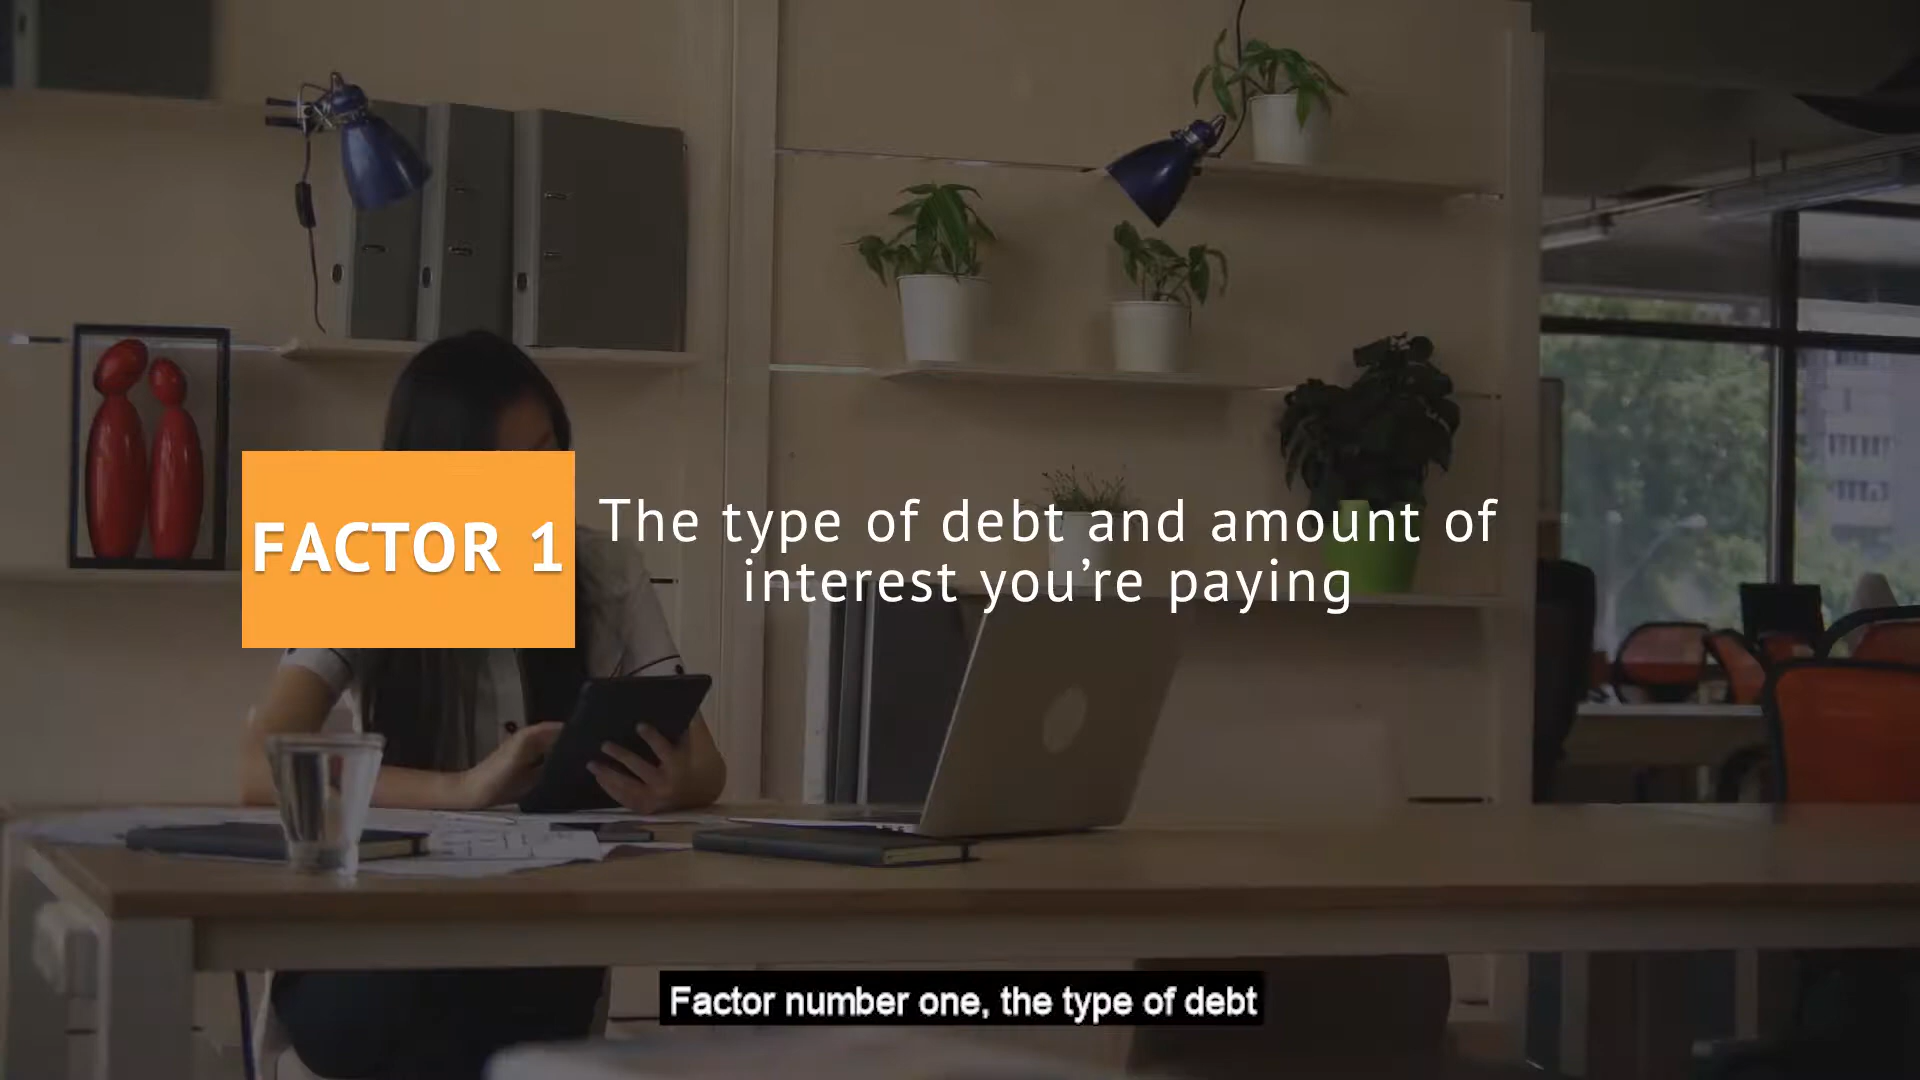 FACTOR 1
The type of debt and amount of
interest you're paying
Factor number one, the type of debt